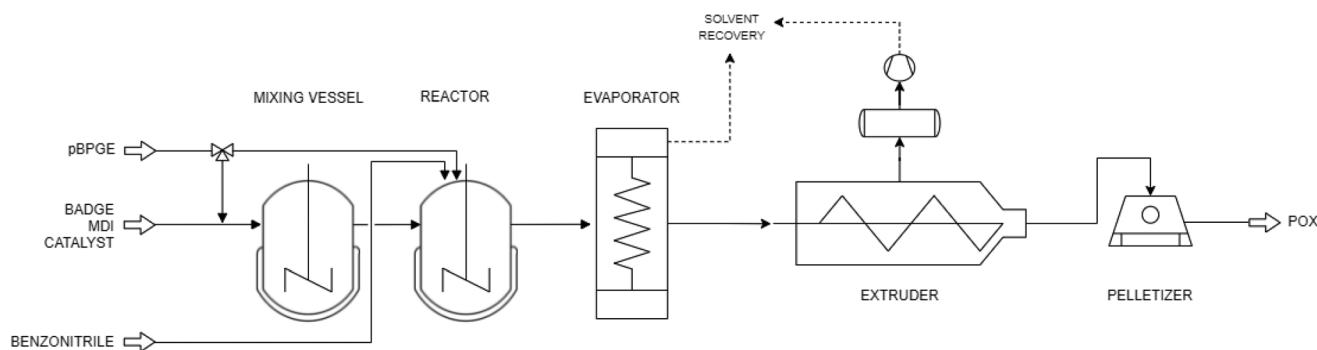 SOLVENT
RECOVERY
MIXING VESSEL
REACTOR
EVAPORATOR
pBPGE
BADGE
MDI
CATALYST
POX
EXTRUDER
PELLETIZER
BENZONITRILE